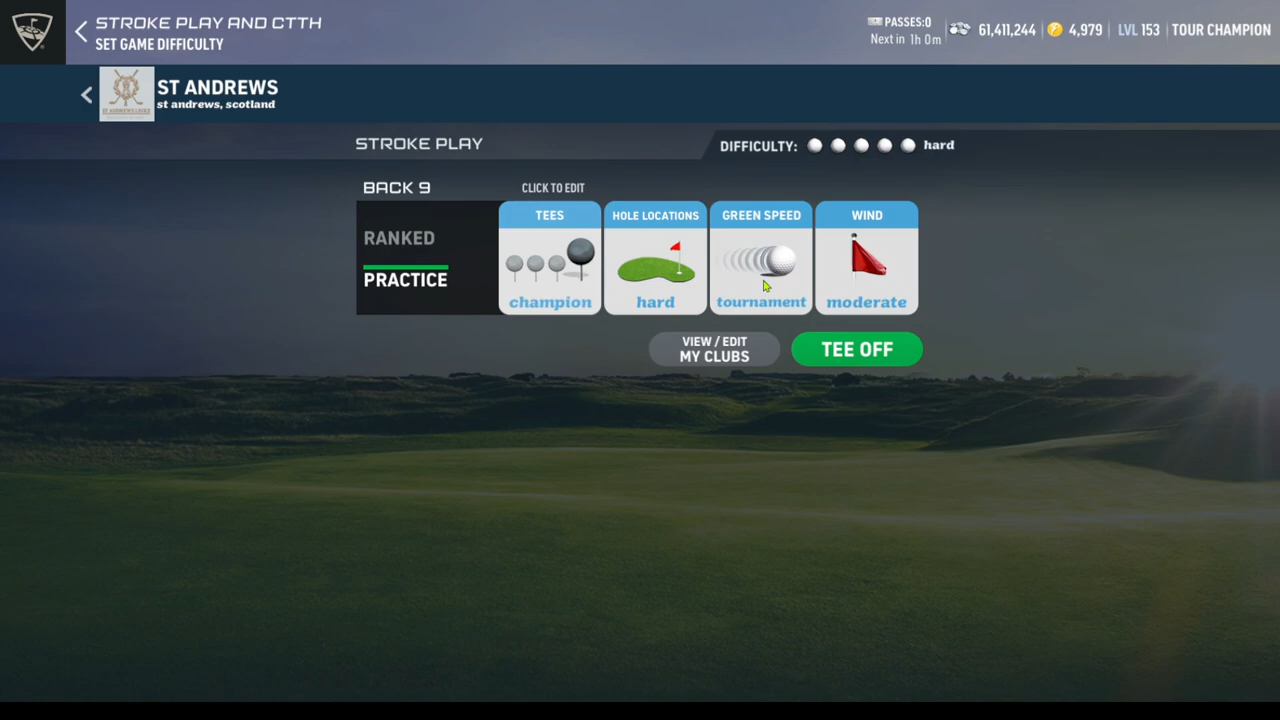 STROKE PLAY AND CTTH
SET GAME DIFFICULTY
PASSES:0
Next in 1h 0m
61,411,244
4,979
LVL 153
TOUR CHAMPION
ST ANDREWS
st andrews, scotland
STROKE PLAY
DIFFICULTY:
hard
BACK 9
CLICK TO EDIT
RANKED
PRACTICE
TEES
champion
HOLE LOCATIONS
hard
GREEN SPEED
tournament
WIND
moderate
VIEW / EDIT
MY CLUBS
TEE OFF